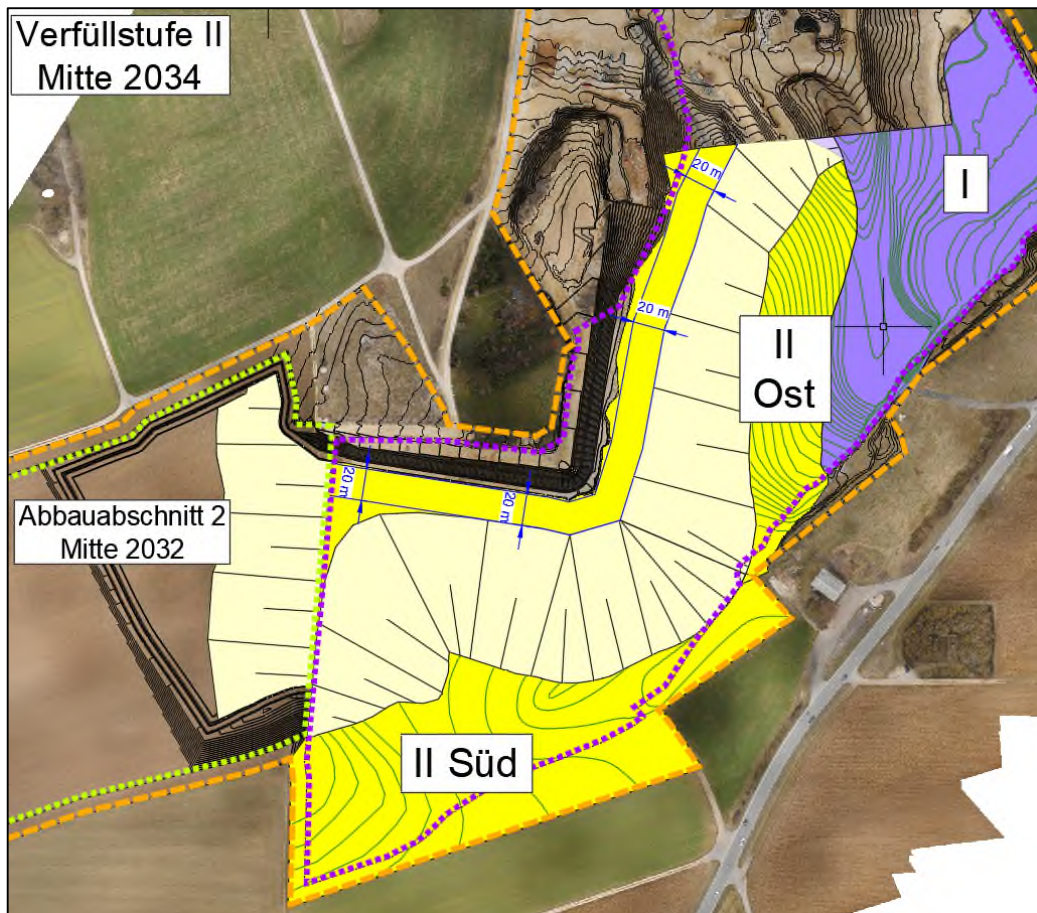 Verfüllstufe II
Mitte 2034
I
20 m
20 m
II
Ost
20 m
20 m
Abbauabschnitt 2
Mitte 2032
II Süd